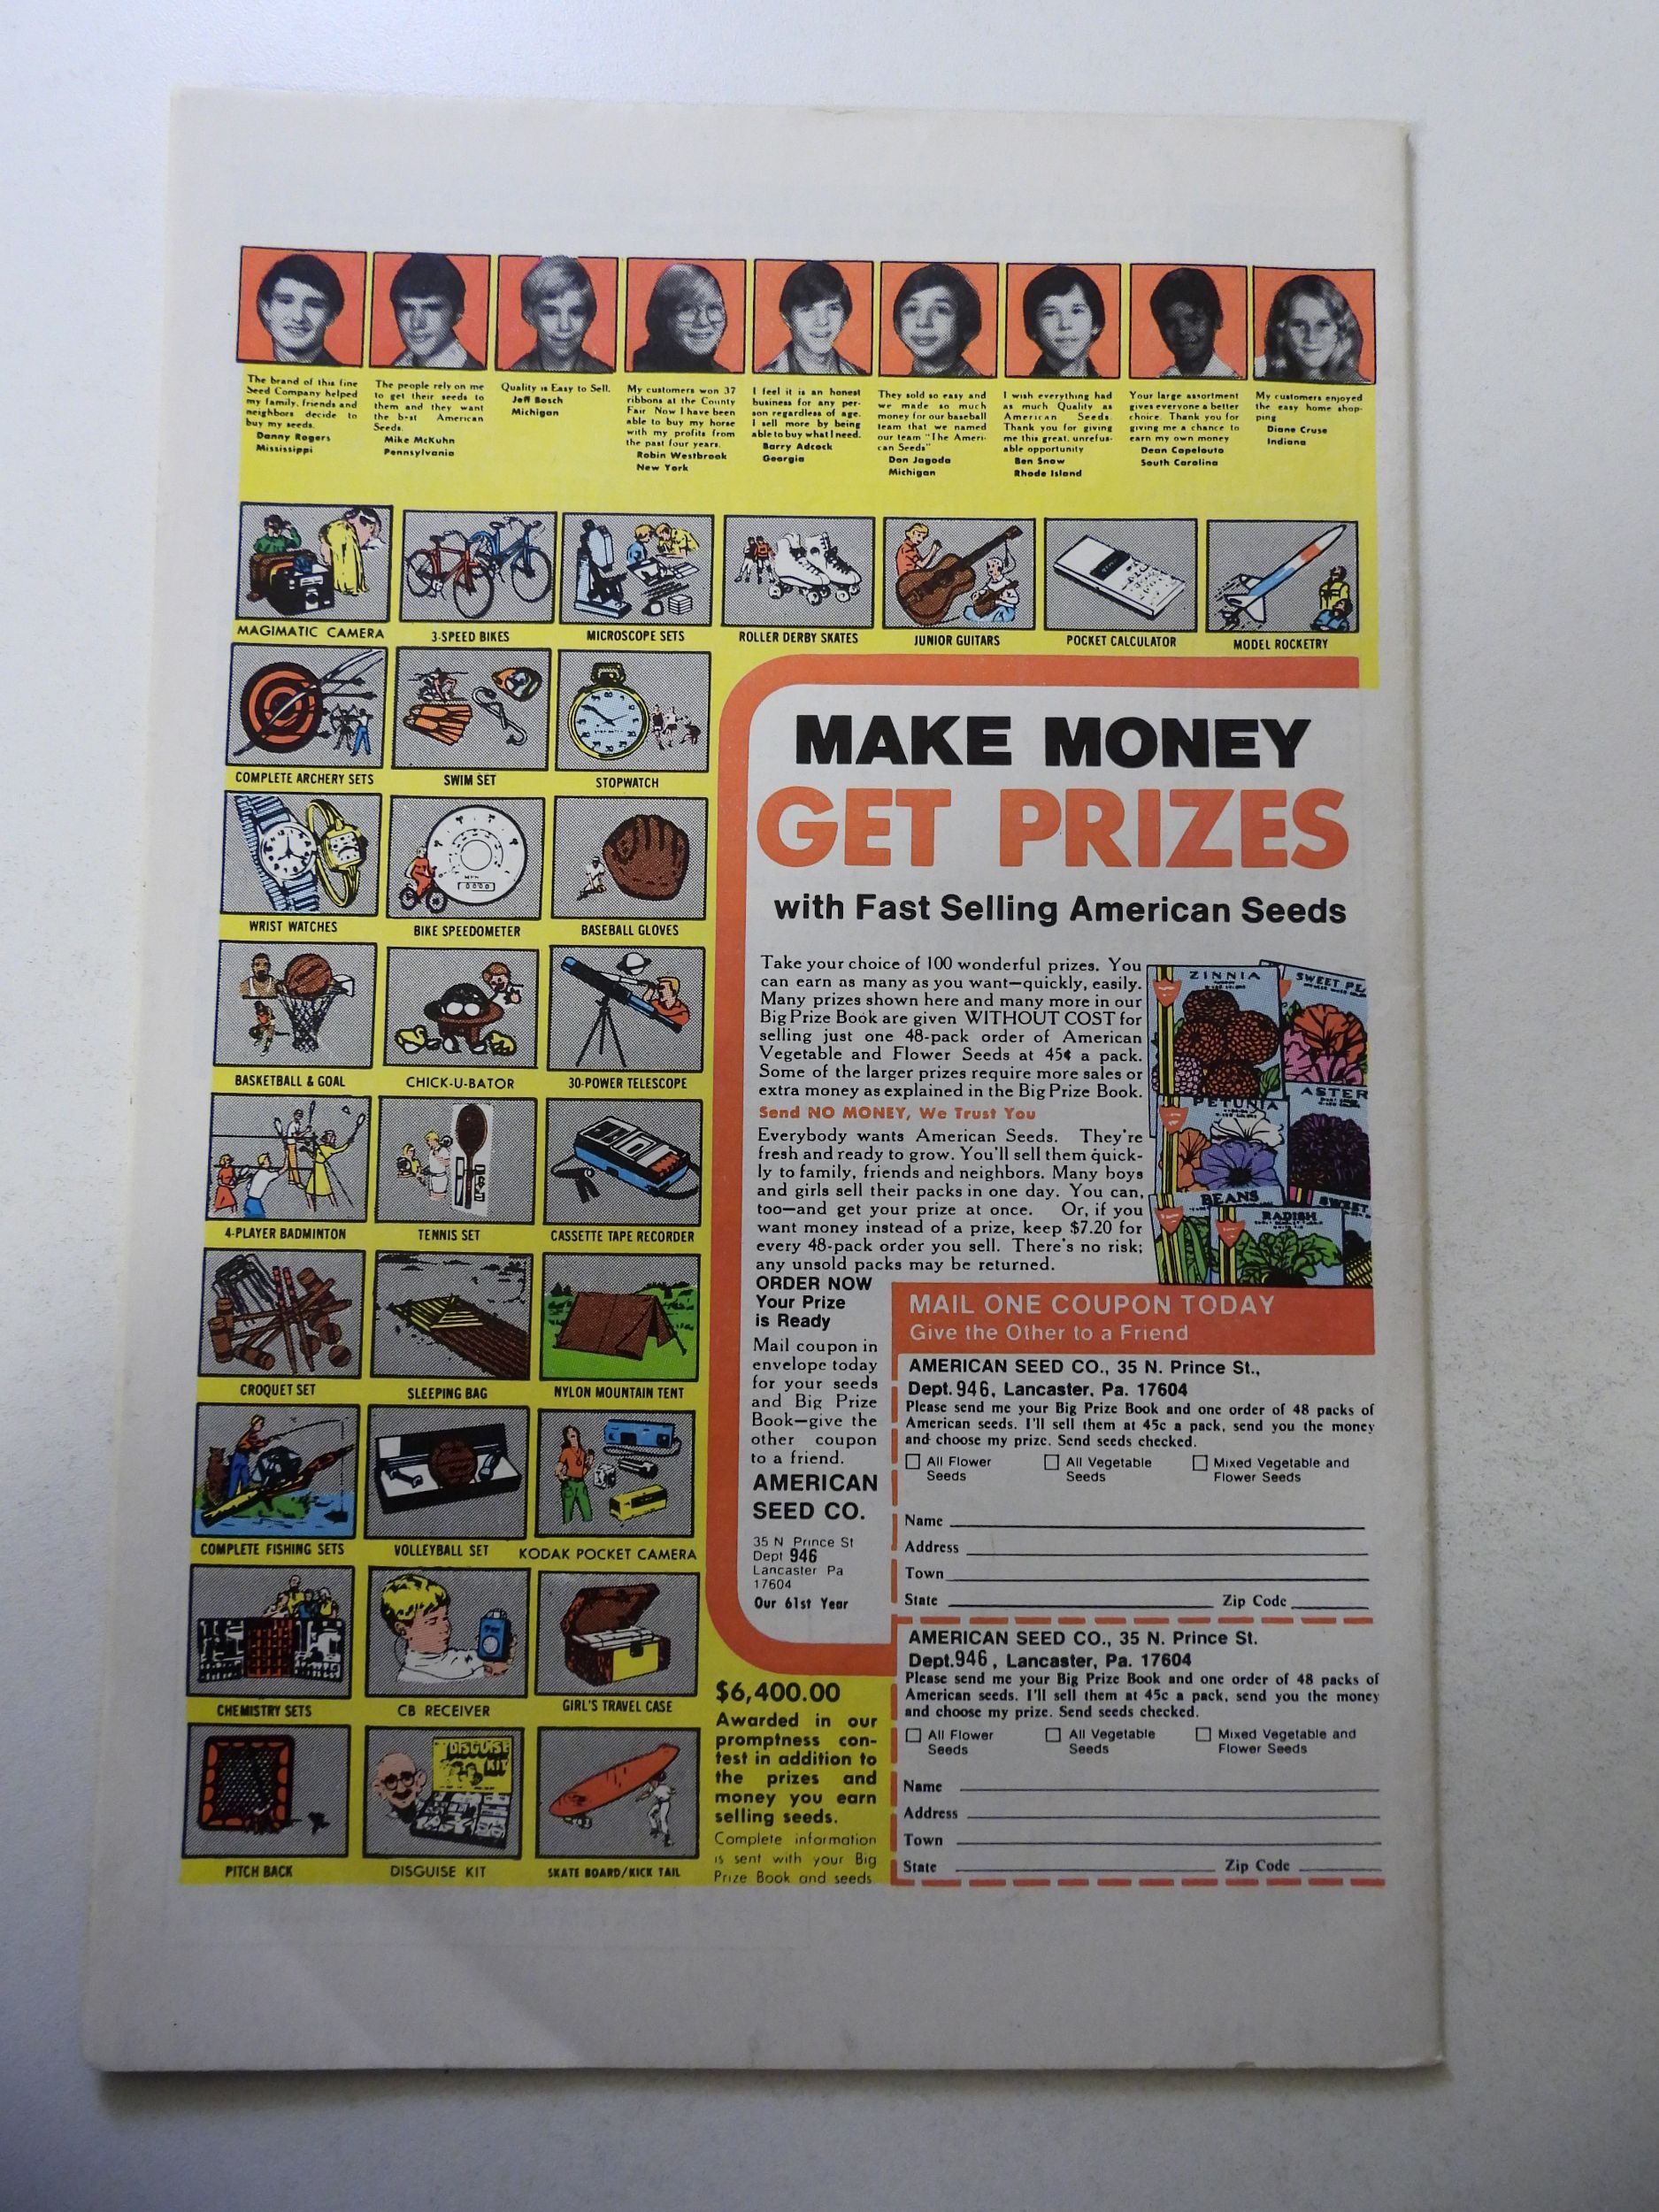 The brand of this fine
Seed Company helped
my family, friends and
neighbors decide to
buy my seeds.
Danny Rogers
Mississippi
The people rely on me
to get their seeds to
them and they want
the best American
Seeds.
Mike McKuhn
Pennsylvania
Quality is Easy to Sell.
Jeff Bosch
Michigan
My customers won 37
ribbons at the County
Fair Now I have been
able to buy my horse
with my profits from
the past four years.
Robin Westbrook
New York
I feel it is an honest
business for any per-
son regardless of age.
I sell more by being
able to buy what I need.
Barry Adcock
Georgia
They sold so easy and
we made so much
money for our baseball
team that we named
our team "The Ameri-
can Seeds"
Don Jagoda
Michigan
I wish everything had
as much Quality as
American Seeds.
Thank you for giving
me this great, unrefus-
able opportunity
Ben Snow
Rhode Island
Your large assortment
gives everyone a better
choice. Thank you for
giving me a chance to
earn my own money
Dean Copelouto
South Carolina
My customers enjoyed
the easy home shop-
ping
Diane Cruse
Indiana
MAGIMATIC CAMERA
3-SPEED BIKES
MICROSCOPE SETS
ROLLER DERBY SKATES
JUNIOR GUITARS
POCKET CALCULATOR
MODEL ROCKETRY
COMPLETE ARCHERY SETS
SWIM SET
STOPWATCH
WRIST WATCHES
BIKE SPEEDOMETER
BASEBALL GLOVES
BASKETBALL & GOAL
CHICK-U-BATOR
30-POWER TELESCOPE
4-PLAYER BADMINTON
TENNIS SET
CASSETTE TAPE RECORDER
CROQUET SET
SLEEPING BAG
NYLON MOUNTAIN TENT
COMPLETE FISHING SETS
VOLLEYBALL SET
KODAK POCKET CAMERA
CHEMISTRY SETS
CB RECEIVER
GIRL'S TRAVEL CASE
DISGUISE
KIT
PITCH BACK
DISGUISE KIT
SKATE BOARD/KICK TAIL
MAKE MONEY
GET PRIZES
with Fast Selling American Seeds
Take your choice of 100 wonderful prizes. You
can earn as many as you want—quickly, easily.
Many prizes shown here and many more in our
Big Prize Book are given WITHOUT COST for
selling just one 48-pack order of American
Vegetable and Flower Seeds at 45¢ a pack.
Some of the larger prizes require more sales or
extra money as explained in the Big Prize Book.
Send NO MONEY, We Trust You
Everybody wants American Seeds. They're
fresh and ready to grow. You'll sell them quick-
ly to family, friends and neighbors. Many boys
and girls sell their packs in one day. You can,
too—and get your prize at once. Or, if you
want money instead of a prize, keep $7.20 for
every 48-pack order you sell. There's no risk;
any unsold packs may be returned.
ZINNIA
SWEET PE
ASTER
PETUNIA
BEANS
RADISH
SWEET
ORDER NOW
Your Prize
is Ready
Mail coupon in
envelope today
for your seeds
and Big Prize
Book—give the
other coupon
to a friend.
AMERICAN
SEED CO.
35 N Prince St
Dept 946
Lancaster Pa
17604
Our 61st Year
$6,400.00
Awarded in our
promptness con-
test in addition to
the prizes and
money you earn
selling seeds.
Complete information
is sent with your Big
Prize Book and seeds
MAIL ONE COUPON TODAY
Give the Other to a Friend
AMERICAN SEED CO., 35 N. Prince St.,
Dept. 946, Lancaster, Pa. 17604
Please send me your Big Prize Book and one order of 48 packs of
American seeds. I'll sell them at 45c a pack, send you the money
and choose my prize. Send seeds checked.
All Flower Seeds
All Vegetable Seeds
Mixed Vegetable and Flower Seeds
Name
Address
Town
State Zip Code
AMERICAN SEED CO., 35 N. Prince St.
Dept. 946, Lancaster, Pa. 17604
Please send me your Big Prize Book and one order of 48 packs of
American seeds. I'll sell them at 45c a pack, send you the money
and choose my prize. Send seeds checked.
All Flower Seeds
All Vegetable Seeds
Mixed Vegetable and Flower Seeds
Name
Address
Town
State Zip Code